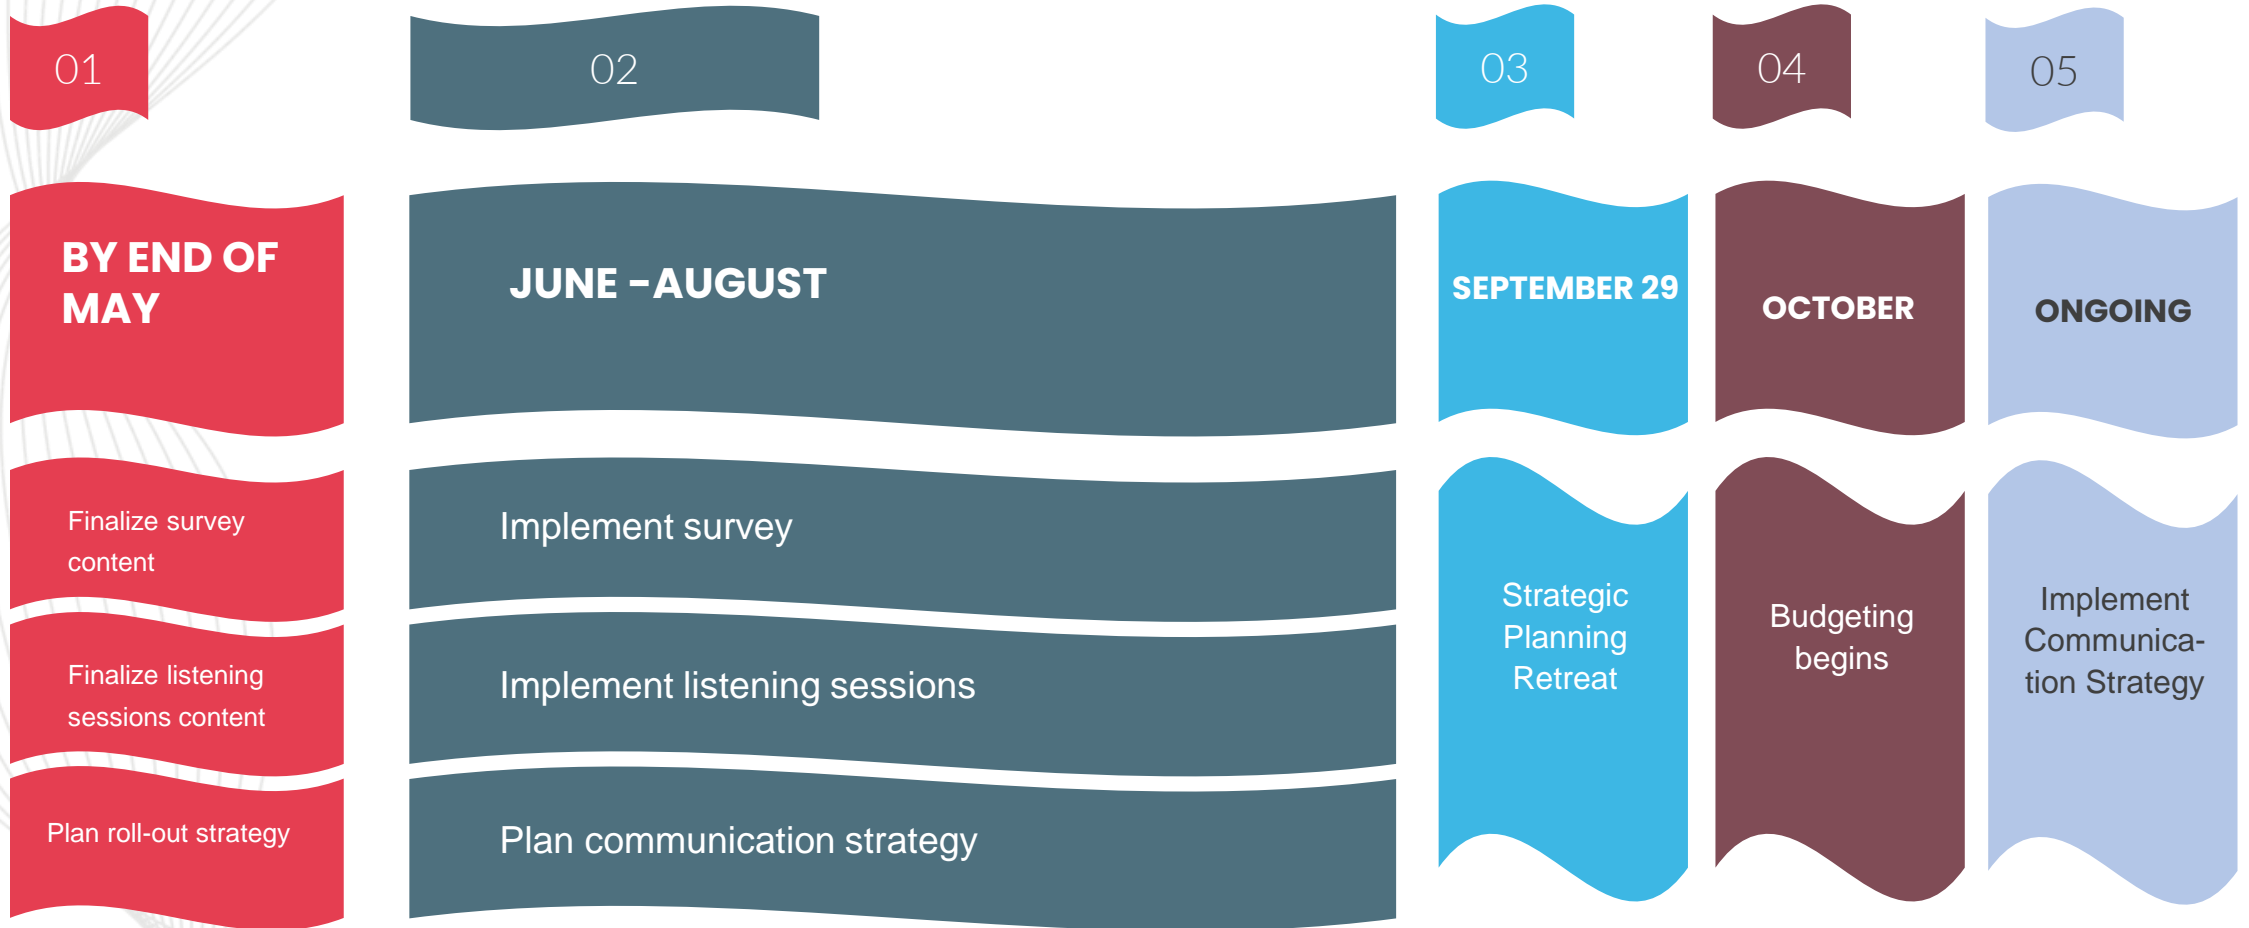 01
02
03
04
05
BY END OF
MAY
JUNE –AUGUST
SEPTEMBER 29
OCTOBER
ONGOING
Finalize survey
content
Finalize listening
sessions content
Plan roll-out strategy
Implement survey
Implement listening sessions
Plan communication strategy
Strategic
Planning
Retreat
Budgeting
begins
Implement
Communica-
tion Strategy